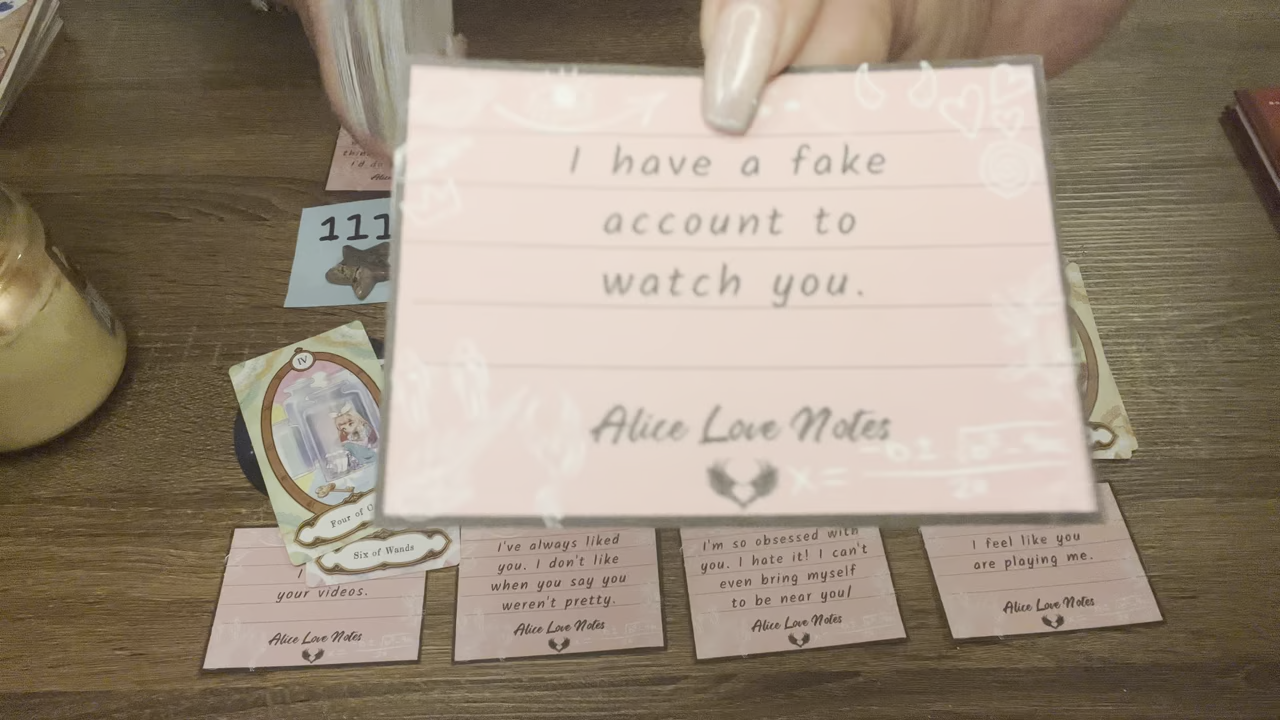 I have a fake
account to
watch you.
Alice Love Notes
111
IV
Six of Wands
Four of
your videos.
Alice Love Notes
I've always liked
you. I don't like
when you say you
weren't pretty.
Alice Love Notes
I'm so obsessed with
you. I hate it! I can't
even bring myself
to be near you!
Alice Love Notes
I feel like you
are playing me.
Alice Love Notes